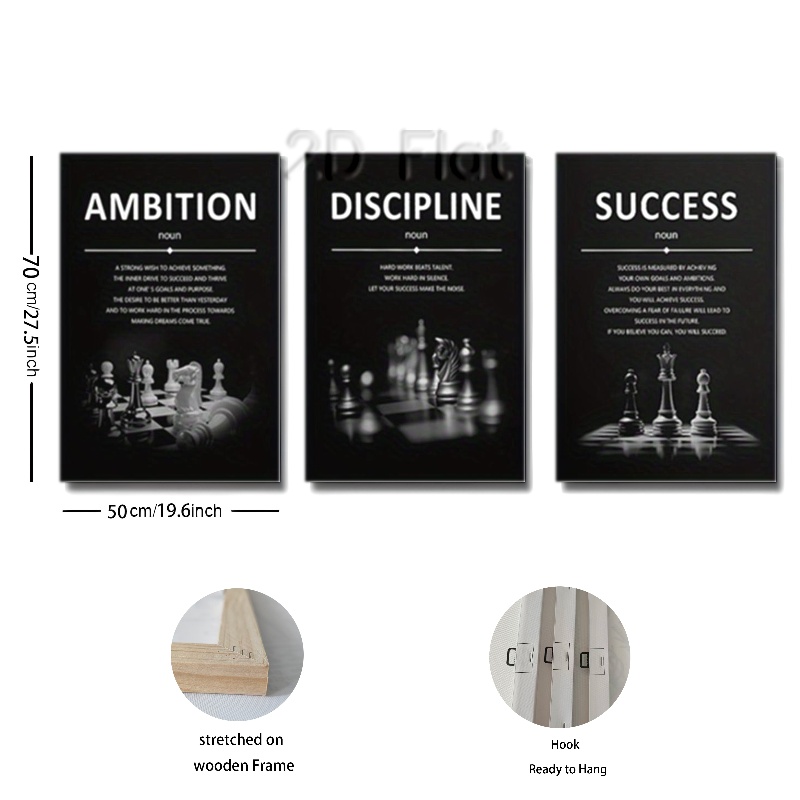 2D Flat
AMBITION
noun
A STRONG WISH TO ACHIEVE SOMETHING.
THE INNER DRIVE TO SUCCEED AND THRIVE
AT ONE'S GOALS AND PURPOSE.
THE DESIRE TO BE BETTER THAN YESTERDAY
AND TO WORK HARD IN THE PROCESS TOWARDS
MAKING DREAMS COME TRUE.
DISCIPLINE
noun
HARD WORK BEATS TALENT.
WORK HARD IN SILENCE.
LET YOUR SUCCESS MAKE THE NOISE.
SUCCESS
noun
SUCCESS IS MEASURED BY ACHIEVING
YOUR OWN GOALS AND AMBITIONS.
ALWAYS DO YOUR BEST IN EVERYTHING AND
YOU WILL ACHIEVE SUCCESS.
OVERCOMING A FEAR OF FAILURE WILL LEAD TO
SUCCESS IN THE FUTURE.
IF YOU BELIEVE YOU CAN, YOU WILL SUCCEED.
70 cm/27.5inch
50cm/19.6inch
stretched on
wooden Frame
Hook
Ready to Hang